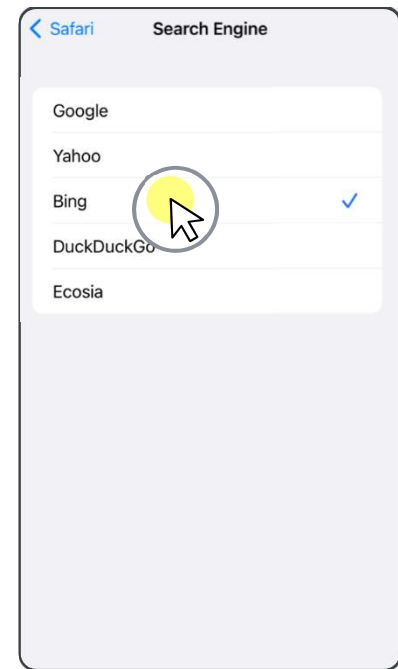 Safari Search Engine
Google
Yahoo
Bing
DuckDuckGo
Ecosia